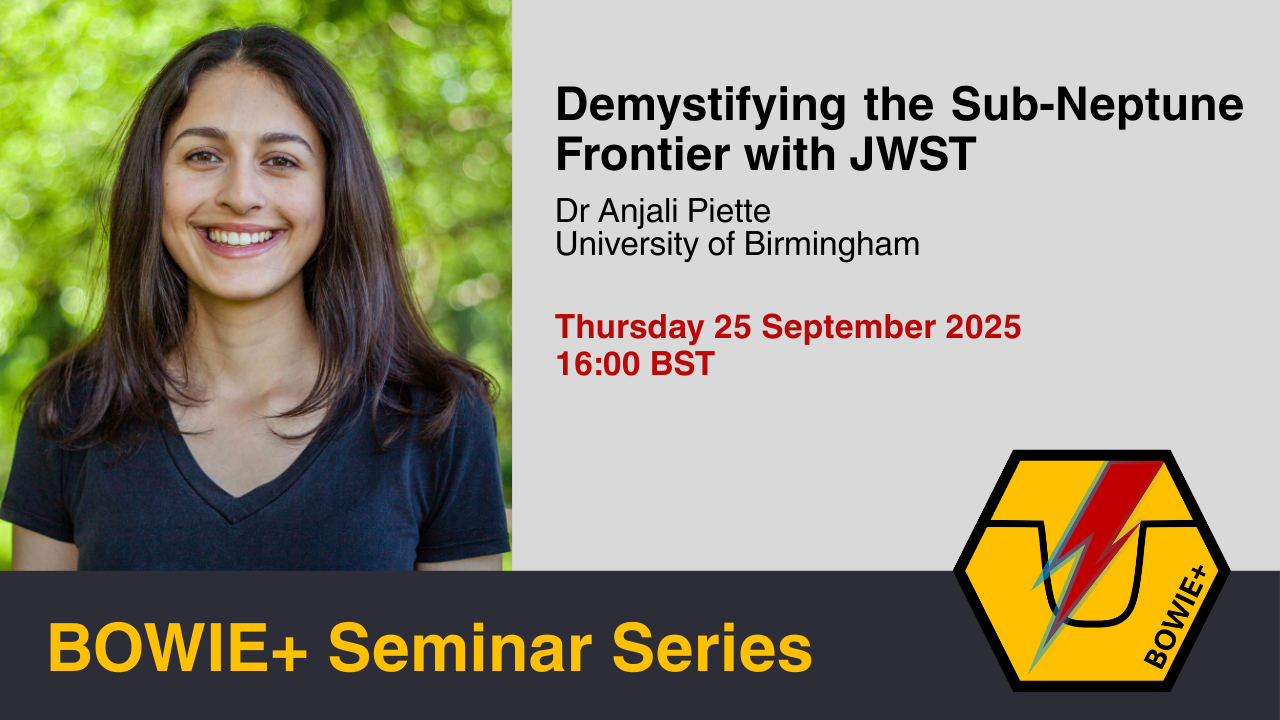 Demystifying the Sub-Neptune
Frontier with JWST
Dr Anjali Piette
University of Birmingham
Thursday 25 September 2025
16:00 BST
BOWIE+
BOWIE+ Seminar Series